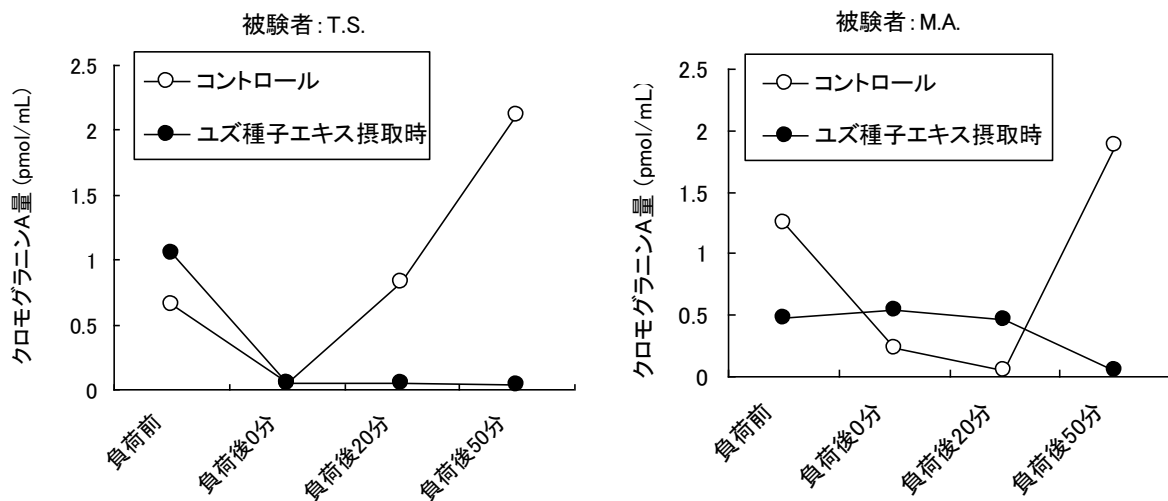 被験者:T.S.
コントロール
ユズ種子エキス摂取時
クロモグラニンA量 (pmol/mL)
2.5
2
1.5
1
0.5
0
負荷前
負荷後0分
負荷後20分
負荷後50分
被験者:M.A.
コントロール
ユズ種子エキス摂取時
クロモグラニンA量 (pmol/mL)
2.5
2
1.5
1
0.5
0
負荷前
負荷後0分
負荷後20分
負荷後50分